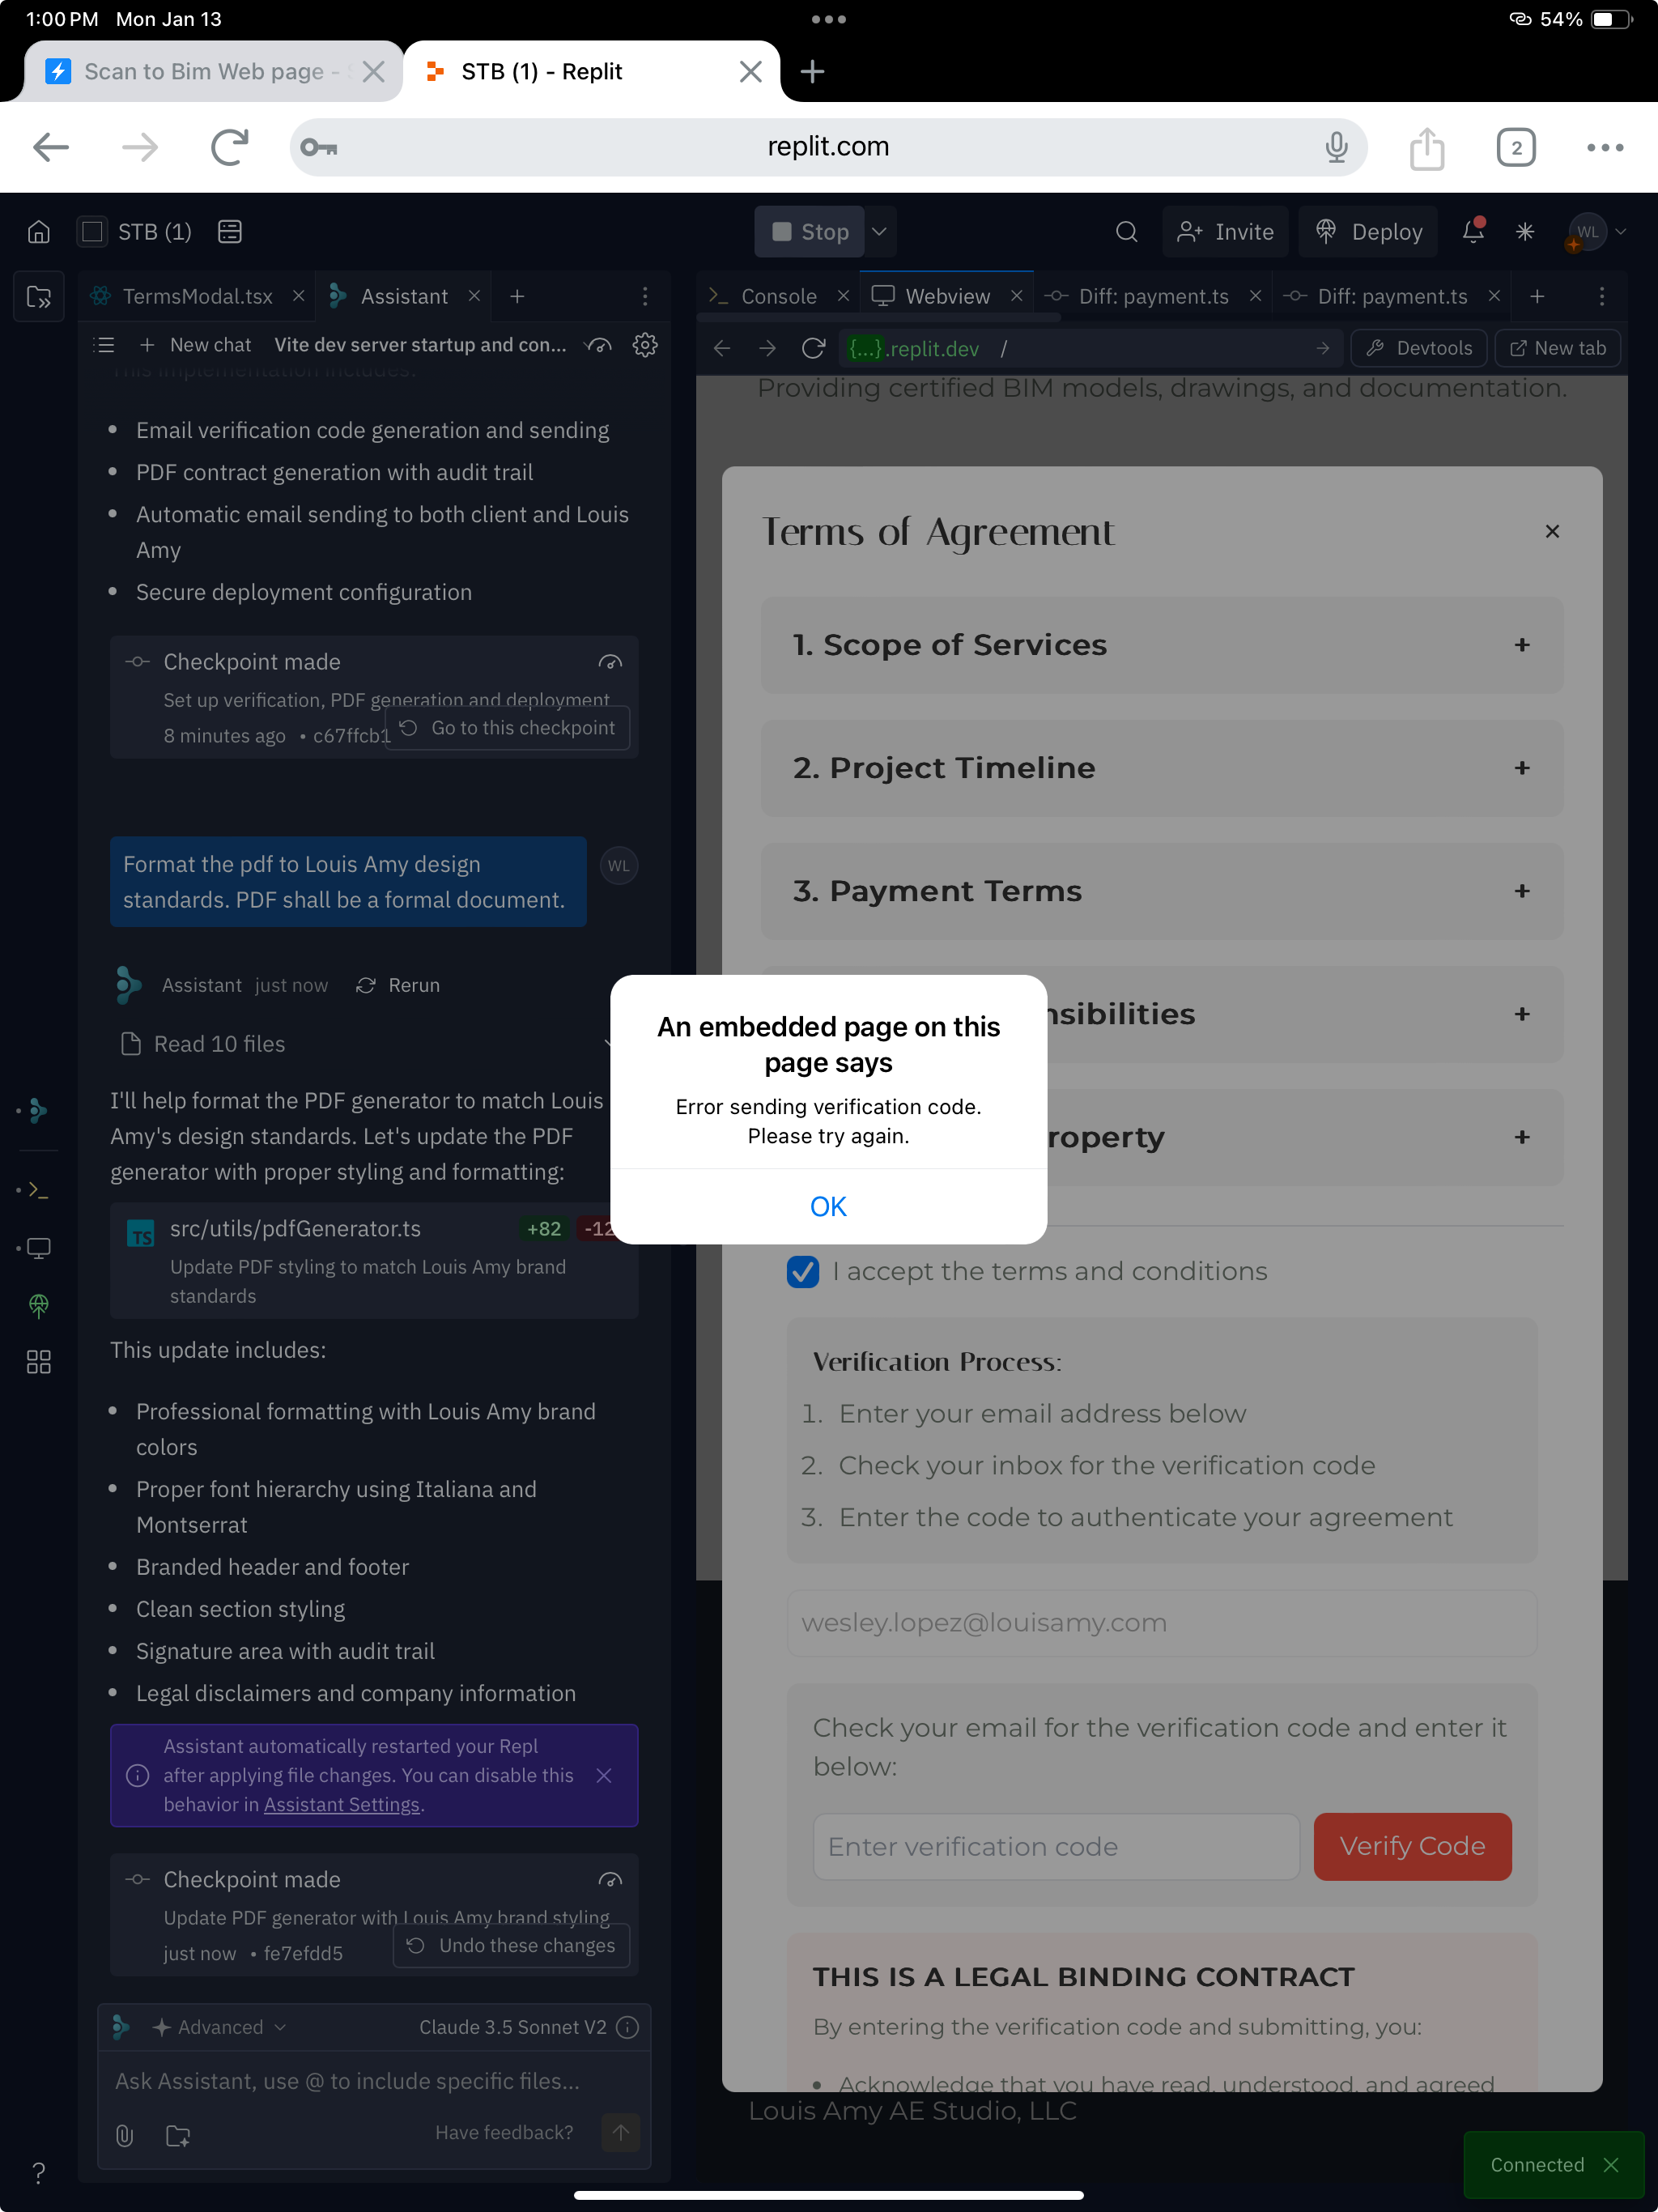 1:00 PM Mon Jan 13
54%
Scan to Bim Web page -
STB (1) - Replit
replit.com
2
STB (1)
Stop
Invite
Deploy
WL
TermsModal.tsx
Assistant
Console
Webview
Diff: payment.ts
Diff: payment.ts
New chat
Vite dev server startup and con...
{...}.replit.dev /
Devtools
New tab
This implementation includes:
• Email verification code generation and sending
• PDF contract generation with audit trail
• Automatic email sending to both client and Louis
Amy
• Secure deployment configuration
Checkpoint made
Set up verification, PDF generation and deployment
8 minutes ago • c67ffcb1
Go to this checkpoint
Format the pdf to Louis Amy design
standards. PDF shall be a formal document.
WL
Assistant just now
Rerun
Read 10 files
I'll help format the PDF generator to match Louis
Amy's design standards. Let's update the PDF
generator with proper styling and formatting:
TS
src/utils/pdfGenerator.ts
+82
-12
Update PDF styling to match Louis Amy brand
standards
This update includes:
• Professional formatting with Louis Amy brand
colors
• Proper font hierarchy using Italiana and
Montserrat
• Branded header and footer
• Clean section styling
• Signature area with audit trail
• Legal disclaimers and company information
Assistant automatically restarted your Repl
after applying file changes. You can disable this
behavior in Assistant Settings.
Checkpoint made
Update PDF generator with Louis Amy brand styling
just now • fe7efdd5
Undo these changes
Advanced
Claude 3.5 Sonnet V2
Ask Assistant, use @ to include specific files...
Have feedback?
?
Providing certified BIM models, drawings, and documentation.
Terms of Agreement
×
1. Scope of Services
+
2. Project Timeline
+
3. Payment Terms
+
nsibilities
+
roperty
+
An embedded page on this
page says
Error sending verification code.
Please try again.
OK
I accept the terms and conditions
Verification Process:
1. Enter your email address below
2. Check your inbox for the verification code
3. Enter the code to authenticate your agreement
wesley.lopez@louisamy.com
Check your email for the verification code and enter it
below:
Enter verification code
Verify Code
THIS IS A LEGAL BINDING CONTRACT
By entering the verification code and submitting, you:
• Acknowledge that you have read, understood, and agreed
Louis Amy AE Studio, LLC
Connected